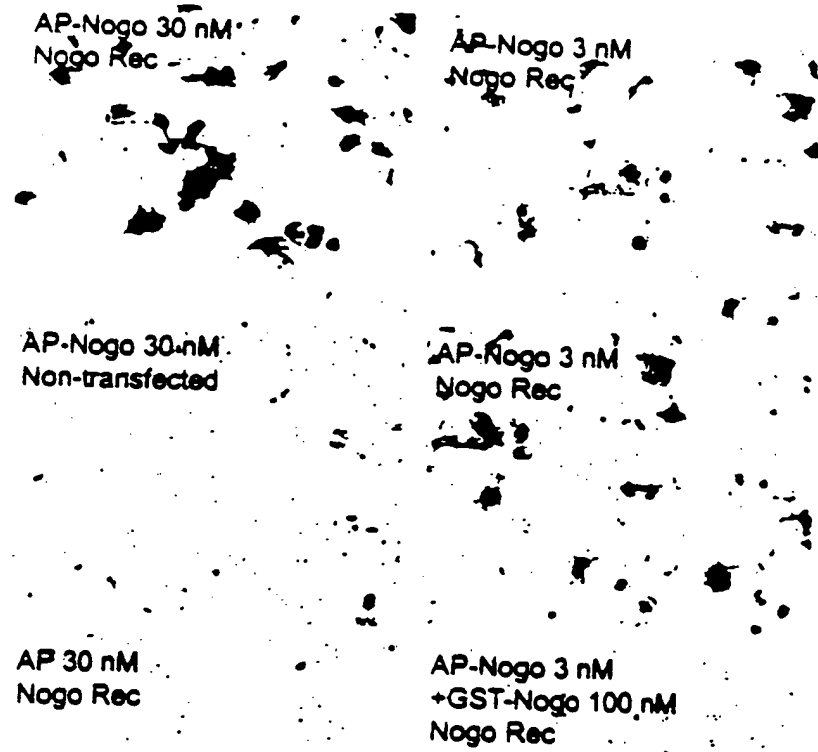 AP-Nogo 30 nM
Nogo Rec
AP-Nogo 3 nM
Nogo Rec
AP-Nogo 30 nM
Non-transfected
AP-Nogo 3 nM
Nogo Rec
AP 30 nM
Nogo Rec
AP-Nogo 3 nM
+GST-Nogo 100 nM
Nogo Rec